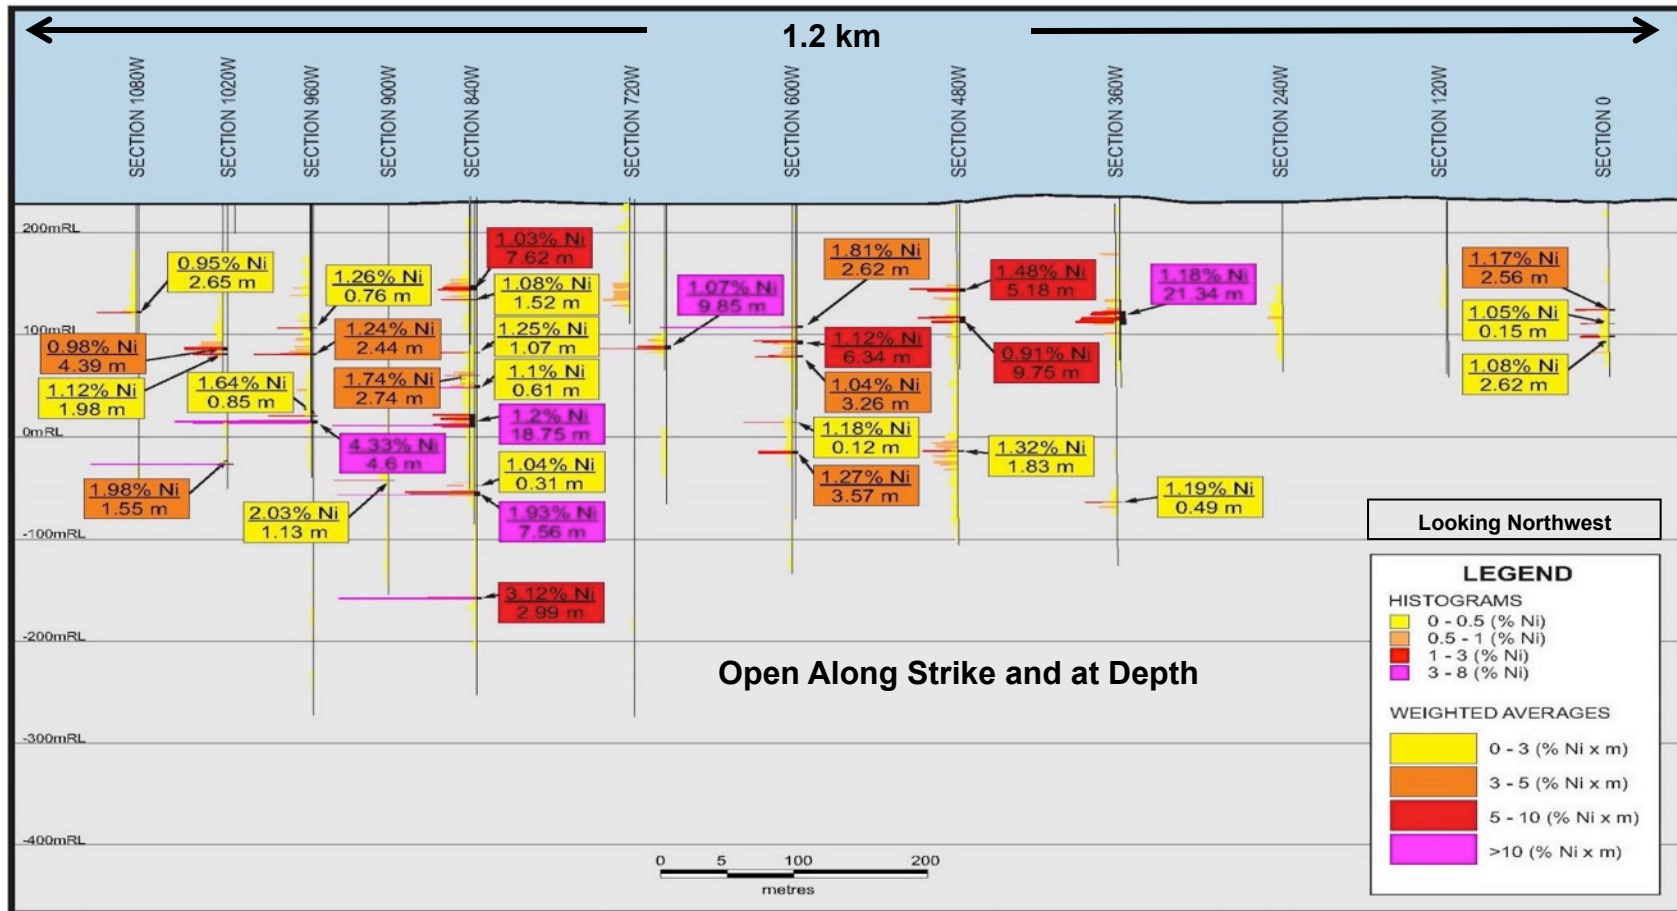 1.2 km
SECTION 1080W
SECTION 1020W
SECTION 960W
SECTION 900W
SECTION 840W
SECTION 720W
SECTION 600W
SECTION 480W
SECTION 360W
SECTION 240W
SECTION 120W
SECTION 0
200mRL
100mRL
0mRL
-100mRL
-200mRL
-300mRL
-400mRL
0.95% Ni
2.65 m
0.98% Ni
4.39 m
1.12% Ni
1.98 m
1.98% Ni
1.55 m
1.64% Ni
0.85 m
1.26% Ni
0.76 m
1.24% Ni
2.44 m
1.74% Ni
2.74 m
4.33% Ni
4.6 m
2.03% Ni
1.13 m
1.03% Ni
7.62 m
1.08% Ni
1.52 m
1.25% Ni
1.07 m
1.1% Ni
0.61 m
1.2% Ni
18.75 m
1.04% Ni
0.31 m
1.93% Ni
7.56 m
3.12% Ni
2.99 m
1.07% Ni
9.85 m
1.81% Ni
2.62 m
1.12% Ni
6.34 m
1.04% Ni
3.26 m
1.18% Ni
0.12 m
1.27% Ni
3.57 m
1.48% Ni
5.18 m
0.91% Ni
9.75 m
1.32% Ni
1.83 m
1.18% Ni
21.34 m
1.19% Ni
0.49 m
1.17% Ni
2.56 m
1.05% Ni
0.15 m
1.08% Ni
2.62 m
Open Along Strike and at Depth
0 5 100 200
metres
Looking Northwest
LEGEND
HISTOGRAMS
0 - 0.5 (% Ni)
0.5 - 1 (% Ni)
1 - 3 (% Ni)
3 - 8 (% Ni)
WEIGHTED AVERAGES
0 - 3 (% Ni x m)
3 - 5 (% Ni x m)
5 - 10 (% Ni x m)
>10 (% Ni x m)